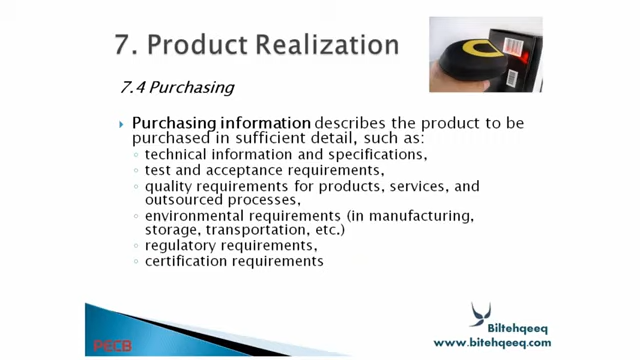 7. Product Realization
7.4 Purchasing
Purchasing information describes the product to be
purchased in sufficient detail, such as:
technical information and specifications,
test and acceptance requirements,
quality requirements for products, services, and
outsourced processes,
environmental requirements (in manufacturing,
storage, transportation, etc.)
regulatory requirements,
certification requirements
PECB
Biltehqeeq
www.bitehqeeq.com